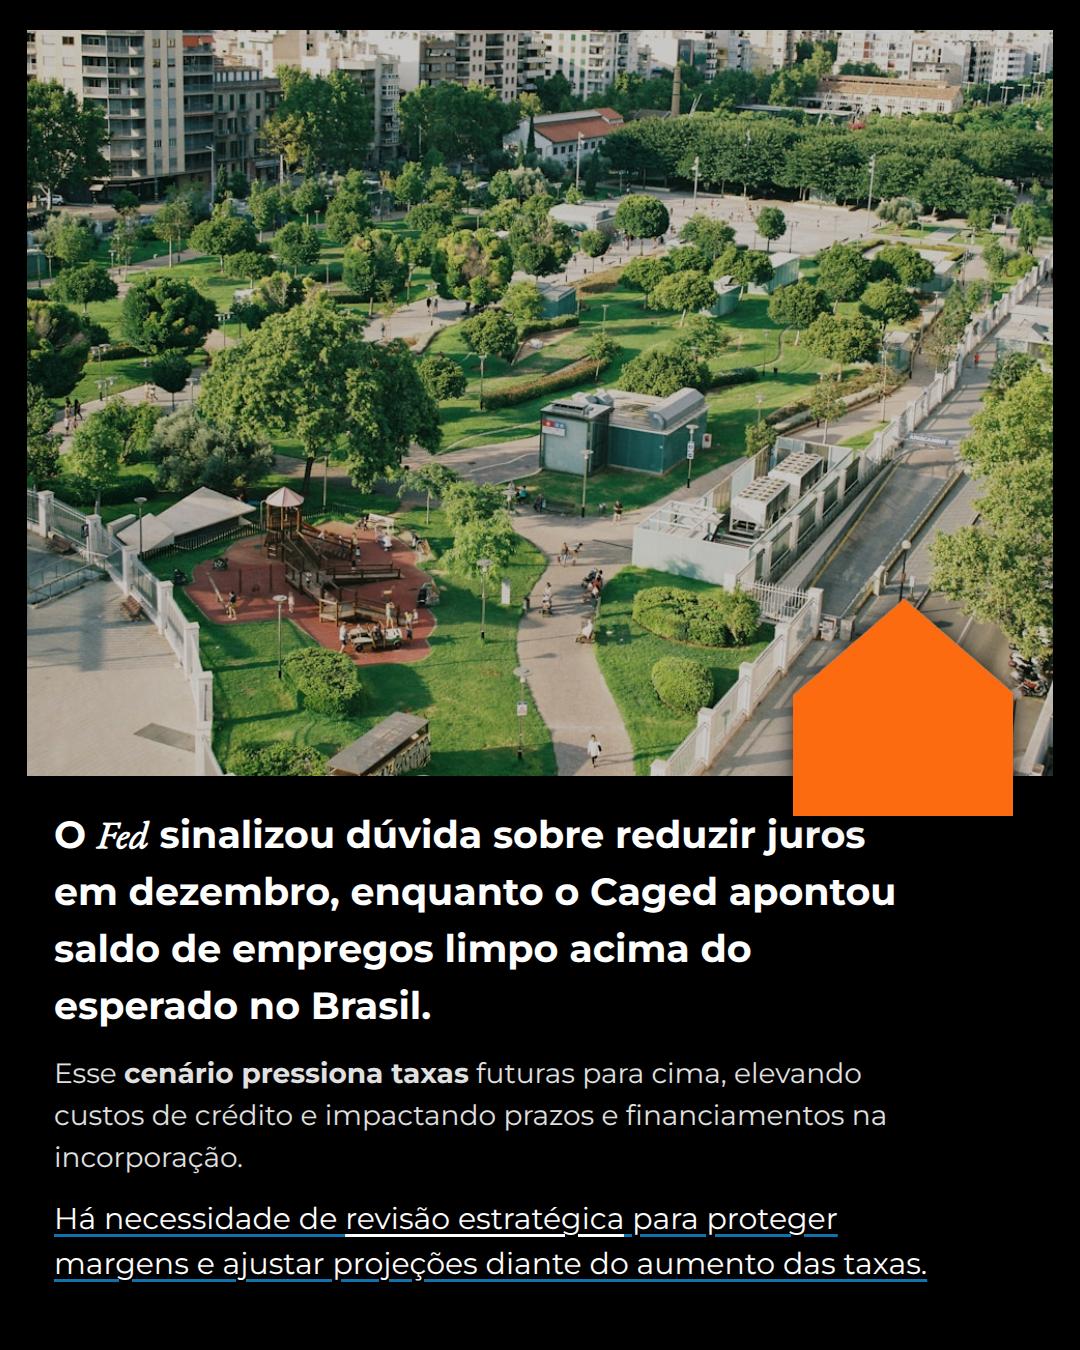 O Fed sinalizou dúvida sobre reduzir juros
em dezembro, enquanto o Caged apontou
saldo de empregos limpo acima do
esperado no Brasil.
Esse cenário pressiona taxas futuras para cima, elevando
custos de crédito e impactando prazos e financiamentos na
incorporação.
Há necessidade de revisão estratégica para proteger
margens e ajustar projeções diante do aumento das taxas.